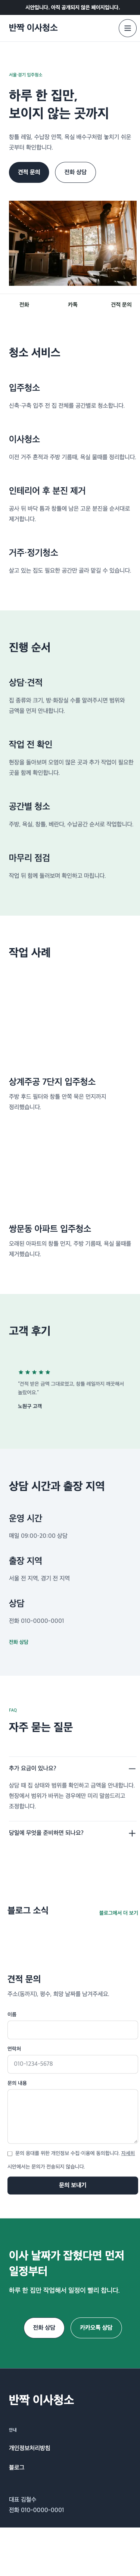 시안입니다. 아직 공개되지 않은 페이지입니다.
반짝 이사청소
서울·경기 입주청소
하루 한 집만,
보이지 않는 곳까지
창틀 레일, 수납장 안쪽, 욕실 배수구처럼 놓치기 쉬운
곳부터 확인합니다.
견적 문의
전화 상담
전화
카톡
견적 문의
청소 서비스
입주청소
신축·구축 입주 전 집 전체를 공간별로 청소합니다.
이사청소
이전 거주 흔적과 주방 기름때, 욕실 물때를 정리합니다.
인테리어 후 분진 제거
공사 뒤 바닥 틈과 창틀에 남은 고운 분진을 순서대로
제거합니다.
거주·정기청소
살고 있는 집도 필요한 공간만 골라 맡길 수 있습니다.
진행 순서
상담·견적
집 종류와 크기, 방·화장실 수를 알려주시면 범위와
금액을 먼저 안내합니다.
작업 전 확인
현장을 돌아보며 오염이 많은 곳과 추가 작업이 필요한
곳을 함께 확인합니다.
공간별 청소
주방, 욕실, 창틀, 베란다, 수납공간 순서로 작업합니다.
마무리 점검
작업 뒤 함께 둘러보며 확인하고 마칩니다.
작업 사례
상계주공 7단지 입주청소
주방 후드 필터와 창틀 안쪽 묵은 먼지까지
정리했습니다.
쌍문동 아파트 입주청소
오래된 아파트의 창틀 먼지, 주방 기름때, 욕실 물때를
제거했습니다.
고객 후기
★★★★★
"견적 받은 금액 그대로였고, 창틀 레일까지 깨끗해서
놀랐어요."
노원구 고객
상담 시간과 출장 지역
운영 시간
매일 09:00-20:00 상담
출장 지역
서울 전 지역, 경기 전 지역
상담
전화 010-0000-0001
전화 상담
FAQ
자주 묻는 질문
추가 요금이 있나요?
상담 때 집 상태와 범위를 확인하고 금액을 안내합니다.
현장에서 범위가 바뀌는 경우에만 미리 말씀드리고
조정합니다.
당일에 무엇을 준비하면 되나요?
블로그 소식
블로그에서 더 보기
견적 문의
주소(동까지), 평수, 희망 날짜를 남겨주세요.
이름
연락처
010-1234-5678
문의 내용
문의 응대를 위한 개인정보 수집·이용에 동의합니다. 자세히
시안에서는 문의가 전송되지 않습니다.
문의 보내기
이사 날짜가 잡혔다면 먼저
일정부터
하루 한 집만 작업해서 일정이 빨리 찹니다.
전화 상담
카카오톡 상담
반짝 이사청소
안내
개인정보처리방침
블로그
대표 김철수
전화 010-0000-0001